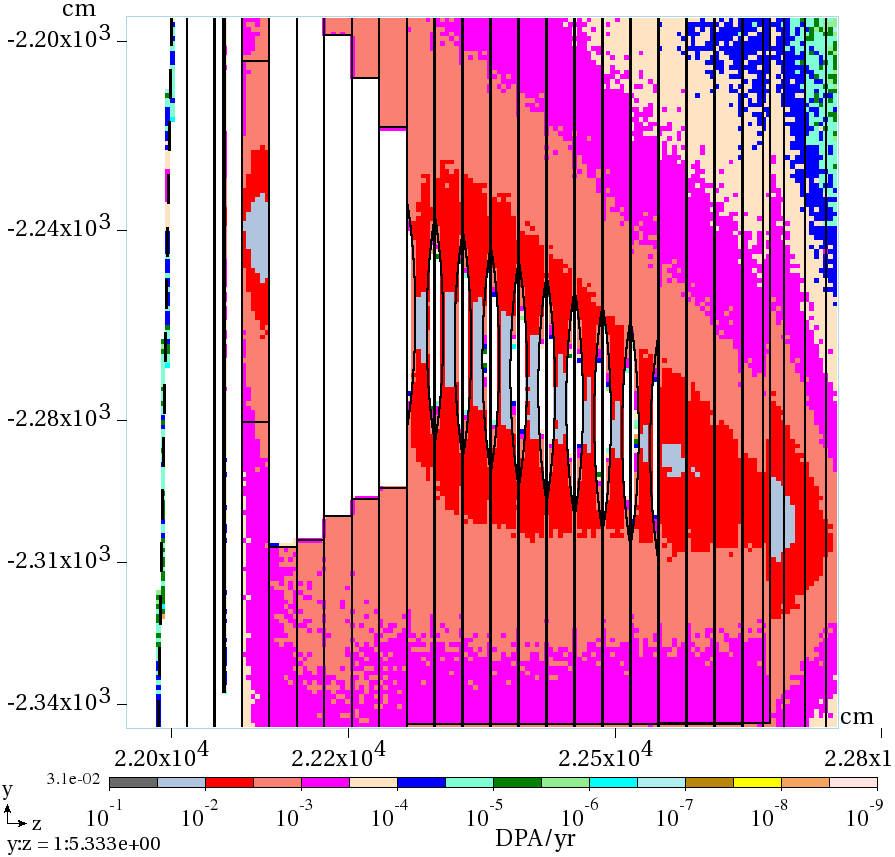 cm
-2.20x10³
-2.24x10³
-2.28x10³
-2.31x10³
-2.34x10³
cm
2.20x10⁴ 2.22x10⁴ 2.25x10⁴ 2.28x1
3.1e-02
10⁻¹ 10⁻² 10⁻³ 10⁻⁴ 10⁻⁵ 10⁻⁶ 10⁻⁷ 10⁻⁸ 10⁻⁹
DPA/yr
y
z
y:z = 1:5.333e+00